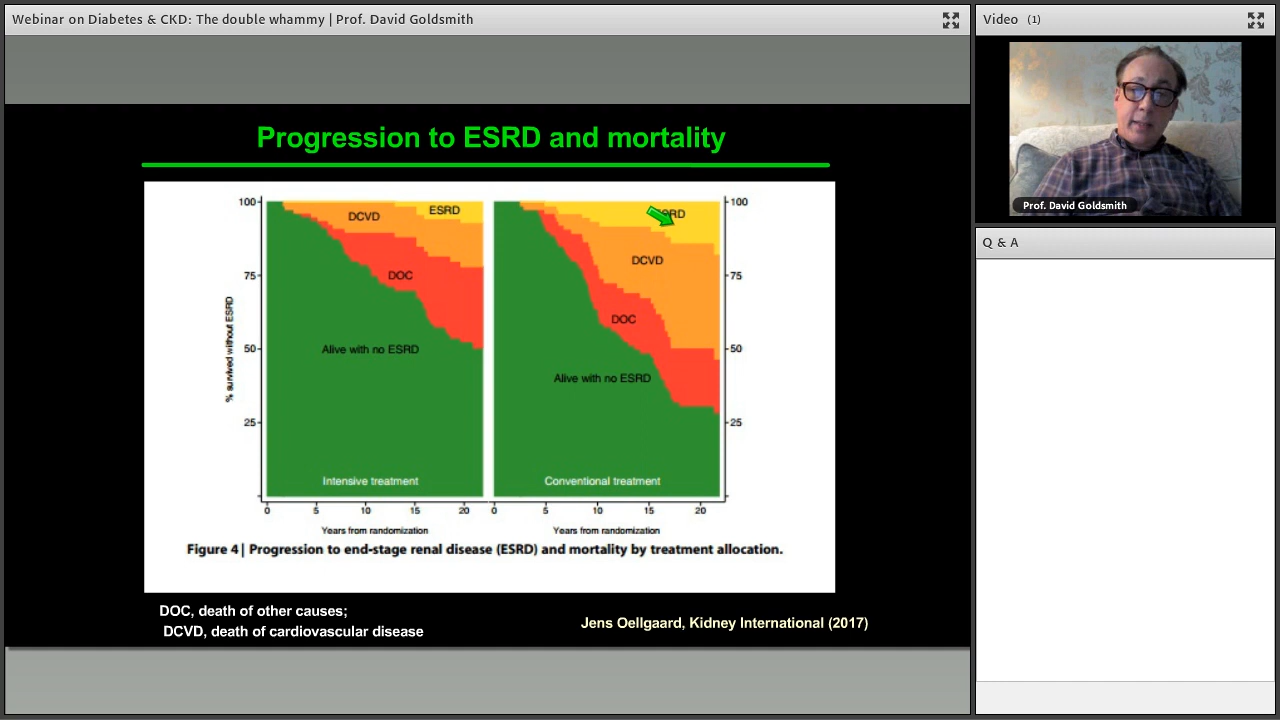 Webinar on Diabetes & CKD: The double whammy | Prof. David Goldsmith
Video (1)
Prof. David Goldsmith
Q & A
Progression to ESRD and mortality
% survived without ESRD
100
75
50
25
DCVD
ESRD
DOC
Alive with no ESRD
Intensive treatment
0 5 10 15 20
Years from randomization
DCVD
DOC
Alive with no ESRD
Conventional treatment
100
75
50
25
0 5 10 15 20
Years from randomization
Figure 4 | Progression to end-stage renal disease (ESRD) and mortality by treatment allocation.
DOC, death of other causes;
DCVD, death of cardiovascular disease
Jens Oellgaard, Kidney International (2017)